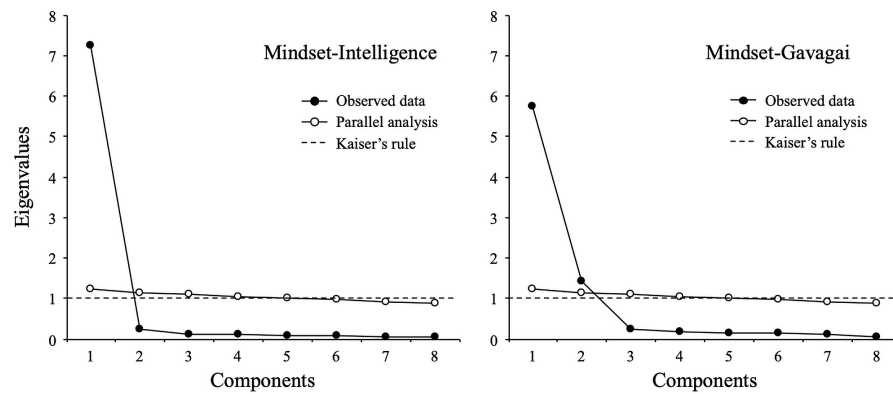 8
7
6
5
4
3
2
1
0
Eigenvalues
Mindset-Intelligence
Observed data
Parallel analysis
Kaiser's rule
1 2 3 4 5 6 7 8
Components
8
7
6
5
4
3
2
1
0
Mindset-Gavagai
Observed data
Parallel analysis
Kaiser's rule
1 2 3 4 5 6 7 8
Components